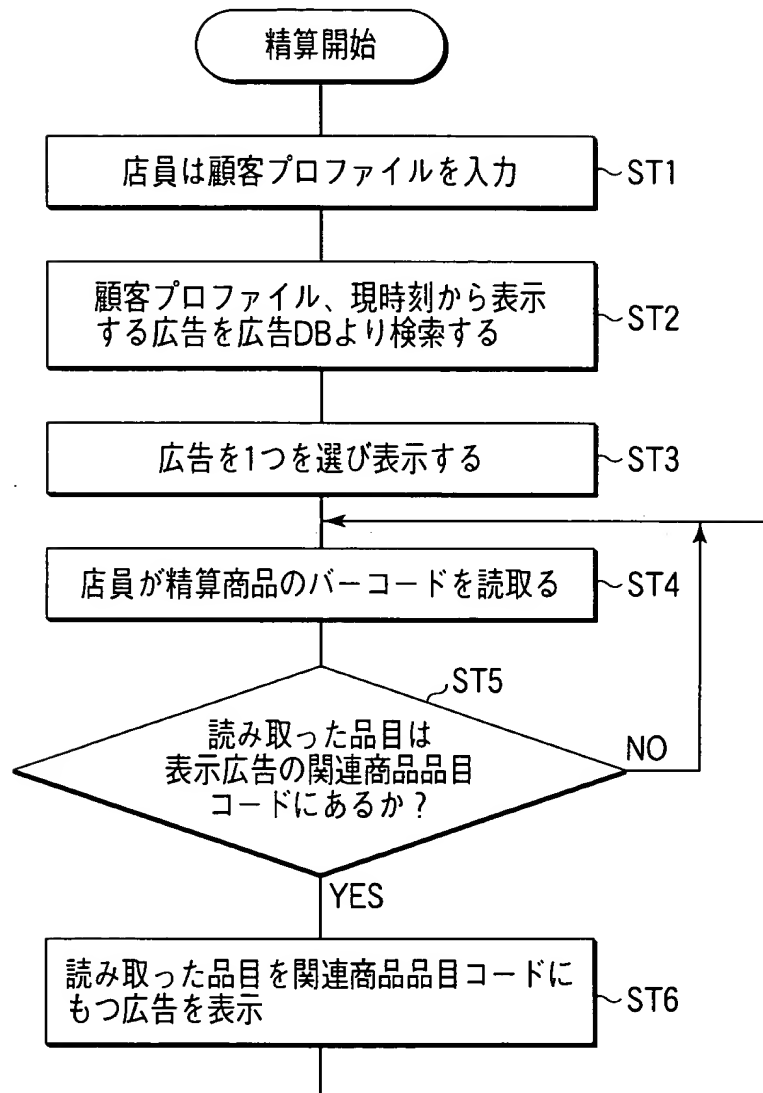 精算開始
店員は顧客プロファイルを入力
~ST1
顧客プロファイル、現時刻から表示
する広告を広告DBより検索する
~ST2
広告を1つを選び表示する
~ST3
店員が精算商品のバーコードを読取る
~ST4
ST5
読み取った品目は
表示広告の関連商品品目
コードにあるか？
NO
YES
読み取った品目を関連商品品目コードに
もつ広告を表示
~ST6